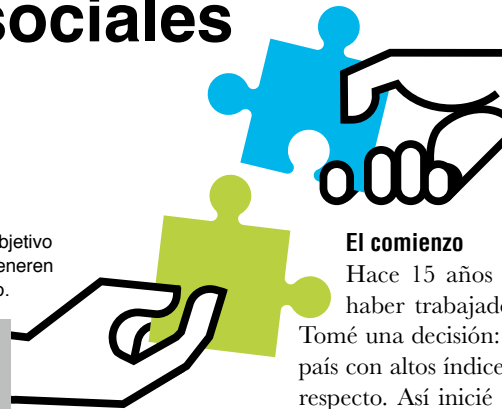 sociales
bjetivo
eneren
o.
El comienzo
Hace 15 años
haber trabajado
Tomé una decisión:
país con altos índice
respecto. Así inicié